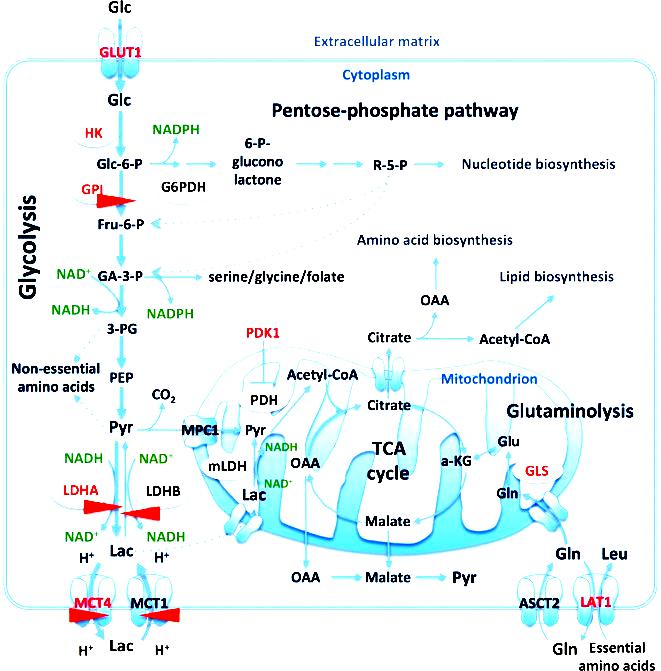 Glc
GLUT1
Extracellular matrix
Cytoplasm
Glc
Pentose-phosphate pathway
HK
NADPH
6-P-
glucono
lactone
Glc-6-P
R-5-P
Nucleotide biosynthesis
GPI
G6PDH
Glycolysis
Fru-6-P
Amino acid biosynthesis
NAD+
GA-3-P
serine/glycine/folate
Lipid biosynthesis
NADH
NADPH
OAA
3-PG
PDK1
Citrate
Acetyl-CoA
Non-essential
amino acids
PEP
CO2
Acetyl-CoA
Mitochondrion
PDH
Citrate
Glutaminolysis
Pyr
MPC1
Pyr
NADH
TCA
cycle
Glu
NADH
NAD+
mLDH
OAA
a-KG
GLS
LDHA
LDHB
Lac
NAD+
Gln
Malate
NAD+
NADH
H+
Lac
H+
Gln
Leu
OAA
Malate
Pyr
MCT4
MCT1
ASCT2
LAT1
H+
Lac
H+
Gln
Essential
amino acids